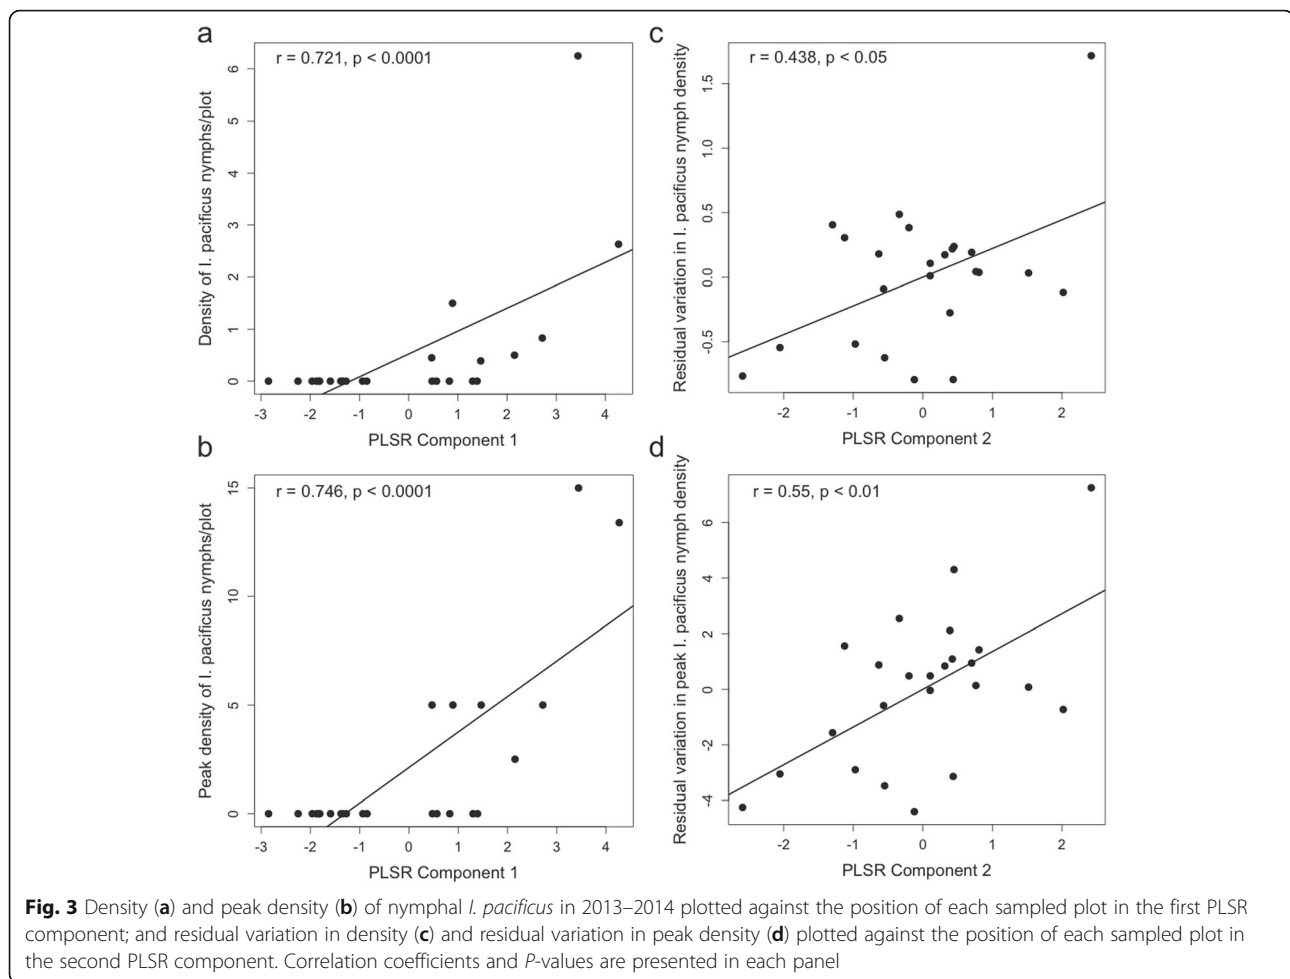 a
r = 0.721, p < 0.0001
Density of I. pacificus nymphs/plot
6
5
4
3
2
1
0
-3 -2 -1 0 1 2 3 4
PLSR Component 1
c
r = 0.438, p < 0.05
Residual variation in I. pacificus nymph density
1.5
1.0
0.5
0.0
-0.5
-2 -1 0 1 2
PLSR Component 2
b
r = 0.746, p < 0.0001
Peak density of I. pacificus nymphs/plot
15
10
5
0
-3 -2 -1 0 1 2 3 4
PLSR Component 1
d
r = 0.55, p < 0.01
Residual variation in peak I. pacificus nymph density
6
4
2
0
-2
-4
-2 -1 0 1 2
PLSR Component 2
Fig. 3 Density (a) and peak density (b) of nymphal I. pacificus in 2013–2014 plotted against the position of each sampled plot in the first PLSR
component; and residual variation in density (c) and residual variation in peak density (d) plotted against the position of each sampled plot in
the second PLSR component. Correlation coefficients and P-values are presented in each panel